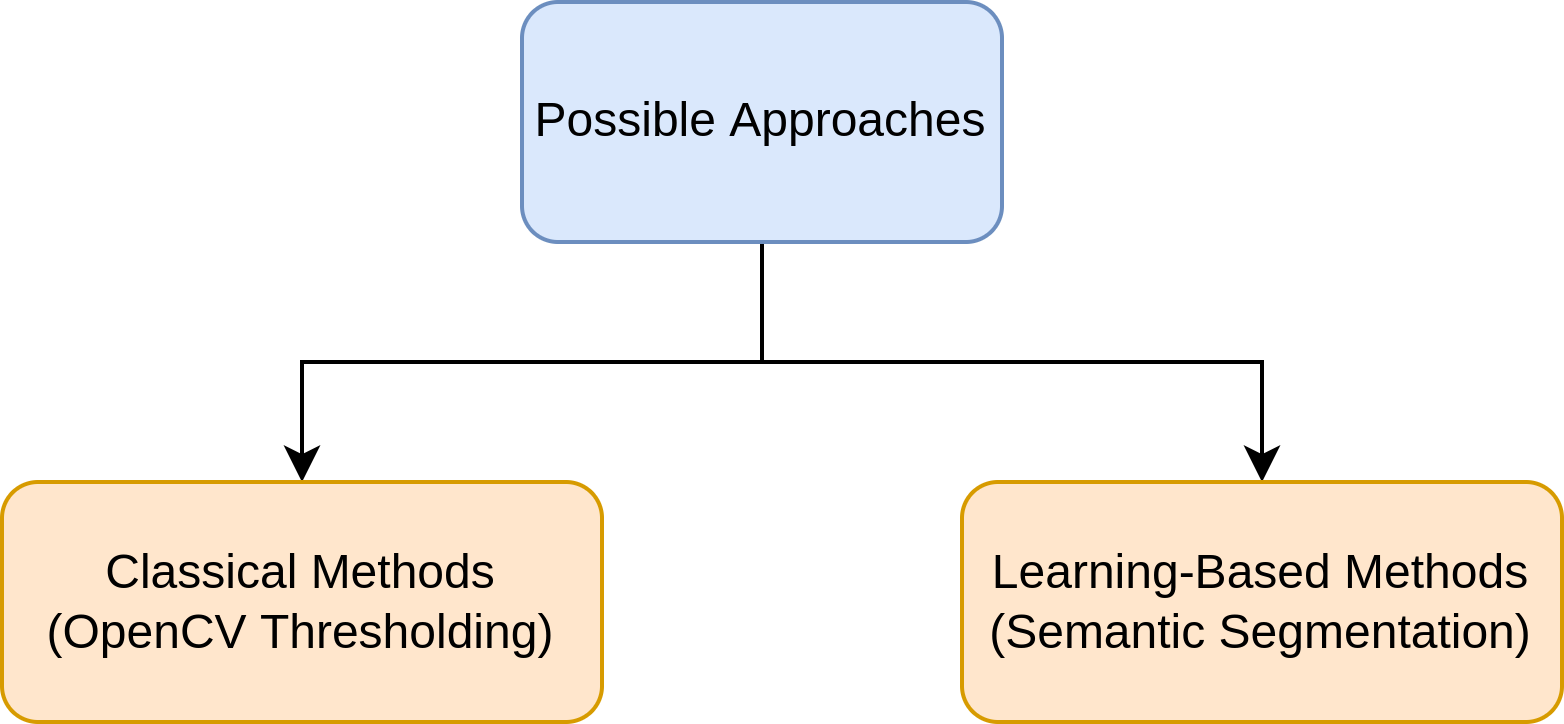 Possible Approaches
Classical Methods
(OpenCV Thresholding)
Learning-Based Methods
(Semantic Segmentation)